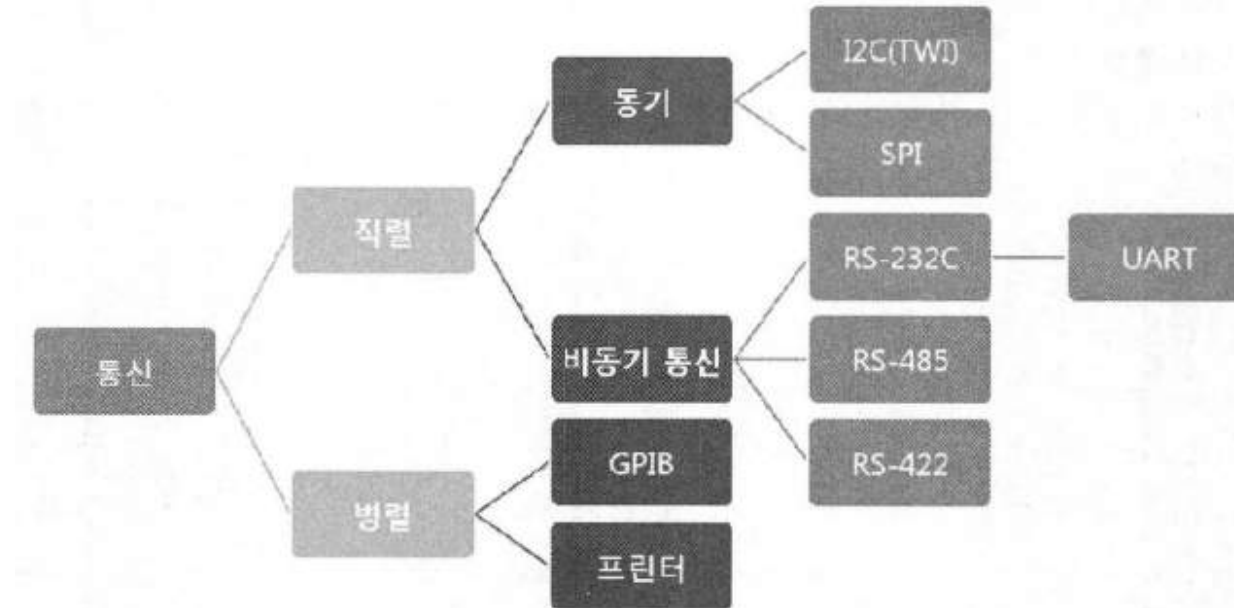 통신
직렬
병렬
동기
비동기 통신
GPIB
프린터
I2C(TWI)
SPI
RS-232C
RS-485
RS-422
UART